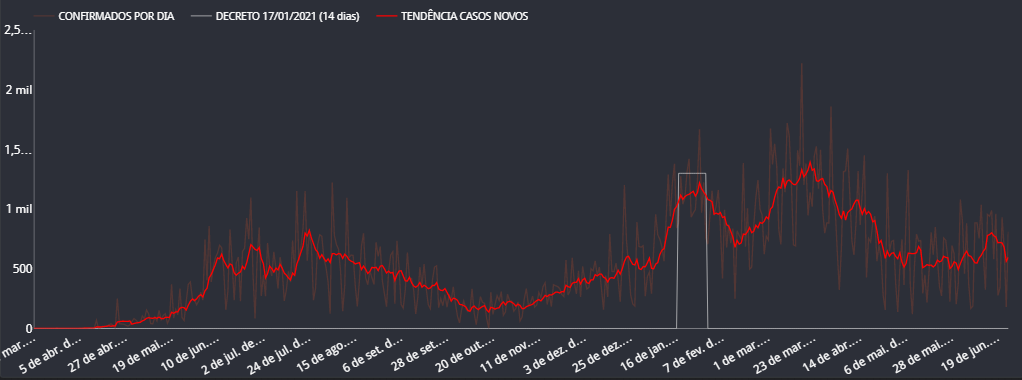 CONFIRMADOS POR DIA DECRETO 17/01/2021 (14 dias) TENDÊNCIA CASOS NOVOS
2,5…
2 mil
1,5…
1 mil
500
0
mar.…
5 de abr. d…
27 de abr.…
19 de mai.…
10 de jun.…
2 de jul. de…
24 de jul. d…
15 de ago.…
6 de set. d…
28 de set.…
20 de out.…
11 de nov.…
3 de dez. d…
25 de dez.…
16 de jan.…
7 de fev. d…
1 de mar.…
23 de mar.…
14 de abr.…
6 de mai. d…
28 de mai.…
19 de jun.…